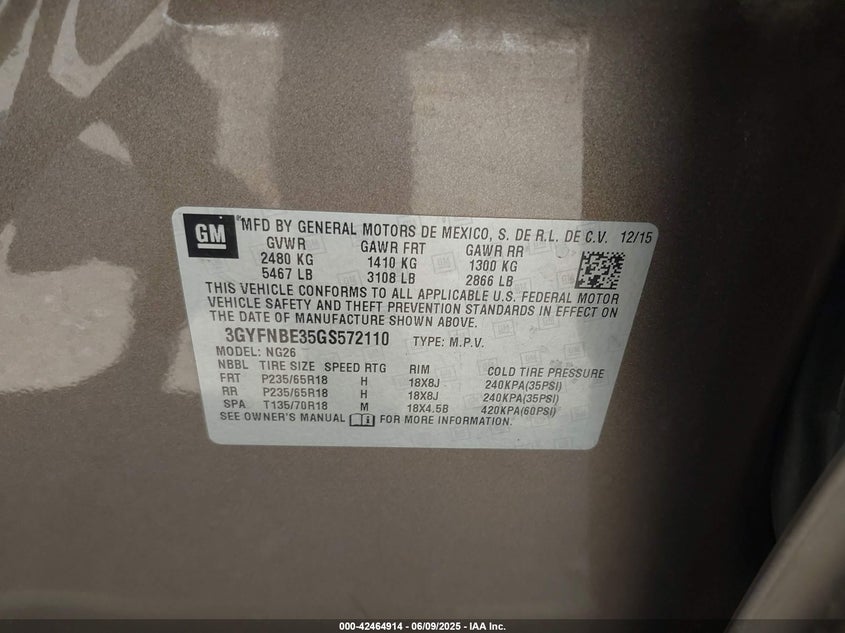 GM
MFD BY GENERAL MOTORS DE MEXICO, S. DE R.L. DE C.V. 12/15
GVWR GAWR FRT GAWR RR
2480 KG 1410 KG 1300 KG
5467 LB 3108 LB 2866 LB
THIS VEHICLE CONFORMS TO ALL APPLICABLE U.S. FEDERAL MOTOR
VEHICLE SAFETY AND THEFT PREVENTION STANDARDS IN EFFECT ON
THE DATE OF MANUFACTURE SHOWN ABOVE.
3GYFNBE35GS572110 TYPE: M.P.V.
MODEL: NG26
NBBL TIRE SIZE SPEED RTG RIM COLD TIRE PRESSURE
FRT P235/65R18 H 18X8J 240KPA(35PSI)
RR P235/65R18 H 18X8J 240KPA(35PSI)
SPA T135/70R18 M 18X4.5B 420KPA(60PSI)
SEE OWNER'S MANUAL FOR MORE INFORMATION.
000-42464914 - 06/09/2025 - IAA Inc.